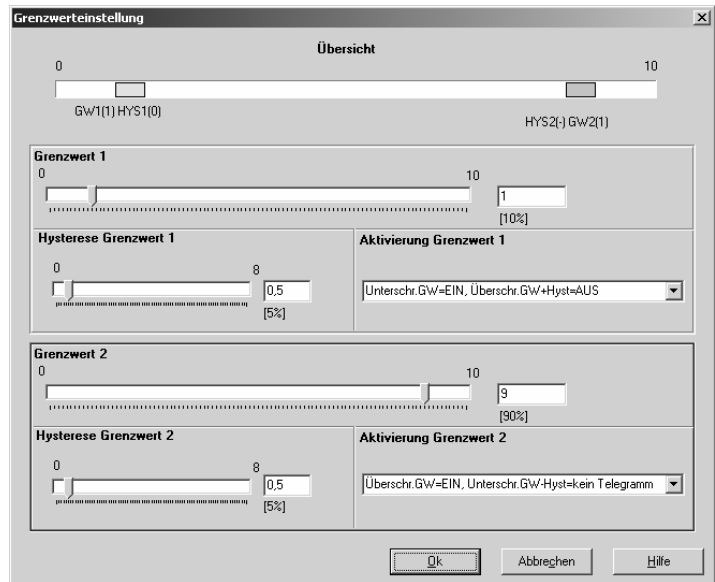 Grenzwerteinstellung
Übersicht
0 10
GW1(1) HYS1(0)
HYS2(-) GW2(1)
Grenzwert 1
0 10
1
[10%]
Hysterese Grenzwert 1
0 8
0,5
[5%]
Aktivierung Grenzwert 1
Unterschr.GW=EIN, Überschr.GW+Hyst=AUS
Grenzwert 2
0 10
9
[90%]
Hysterese Grenzwert 2
0 8
0,5
[5%]
Aktivierung Grenzwert 2
Überschr.GW=EIN, Unterschr.GW-Hyst=kein Telegramm
Ok Abbrechen Hilfe